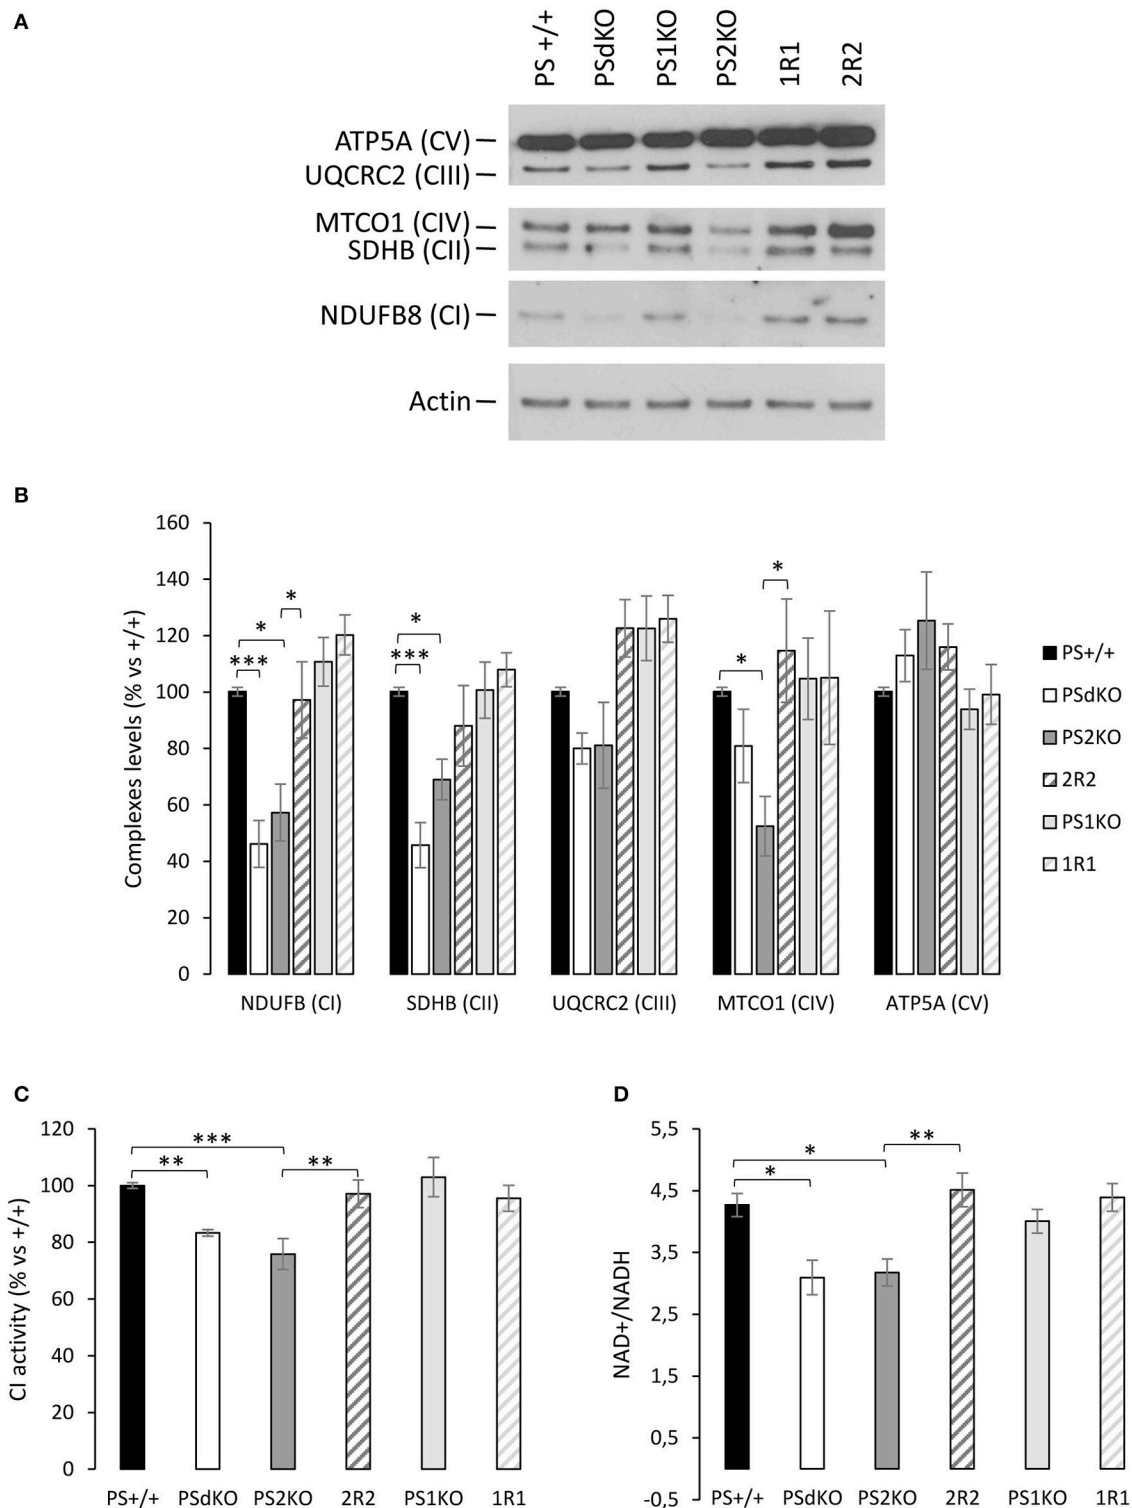 A
PS +/+
PSdKO
PS1KO
PS2KO
1R1
2R2
ATP5A (CV)
UQCRC2 (CIII)
MTCO1 (CIV)
SDHB (CII)
NDUFB8 (CI)
Actin
B
Complexes levels (% vs +/+)
160
140
120
100
80
60
40
20
0
***
*
*
***
*
*
*
NDUFB (CI)
SDHB (CII)
UQCRC2 (CIII)
MTCO1 (CIV)
ATP5A (CV)
PS+/+
PSdKO
PS2KO
2R2
PS1KO
1R1
C
CI activity (% vs +/+)
120
100
80
60
40
20
0
***
**
**
PS+/+ PSdKO PS2KO 2R2 PS1KO 1R1
D
NAD+/NADH
5,5
4,5
3,5
2,5
1,5
0,5
-0,5
*
*
**
PS+/+ PSdKO PS2KO 2R2 PS1KO 1R1